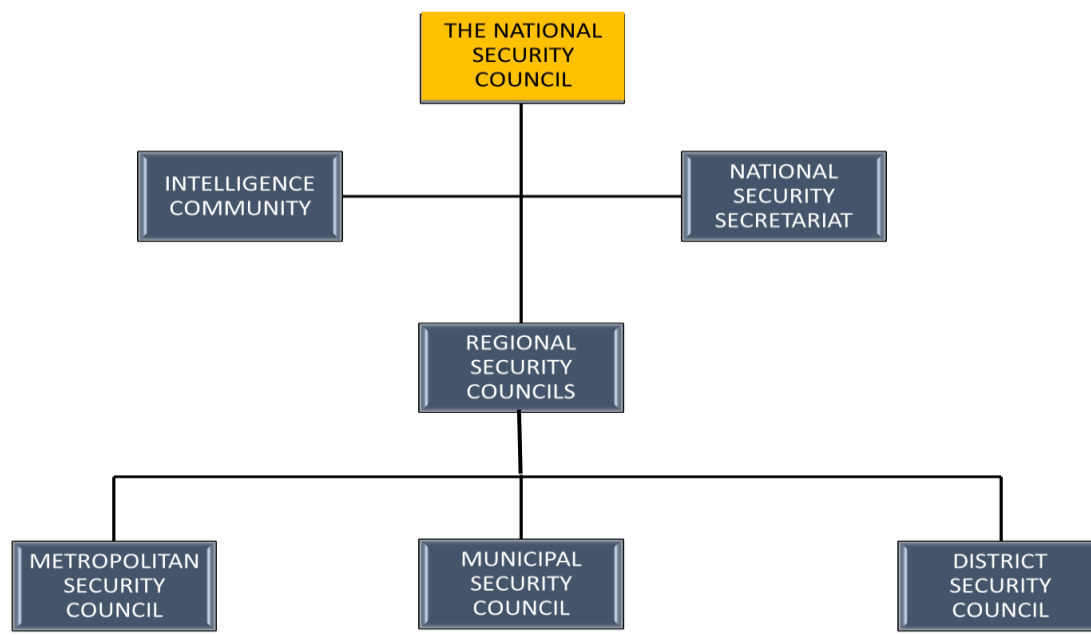 THE NATIONAL
SECURITY
COUNCIL
INTELLIGENCE
COMMUNITY
NATIONAL
SECURITY
SECRETARIAT
REGIONAL
SECURITY
COUNCILS
METROPOLITAN
SECURITY
COUNCIL
MUNICIPAL
SECURITY
COUNCIL
DISTRICT
SECURITY
COUNCIL